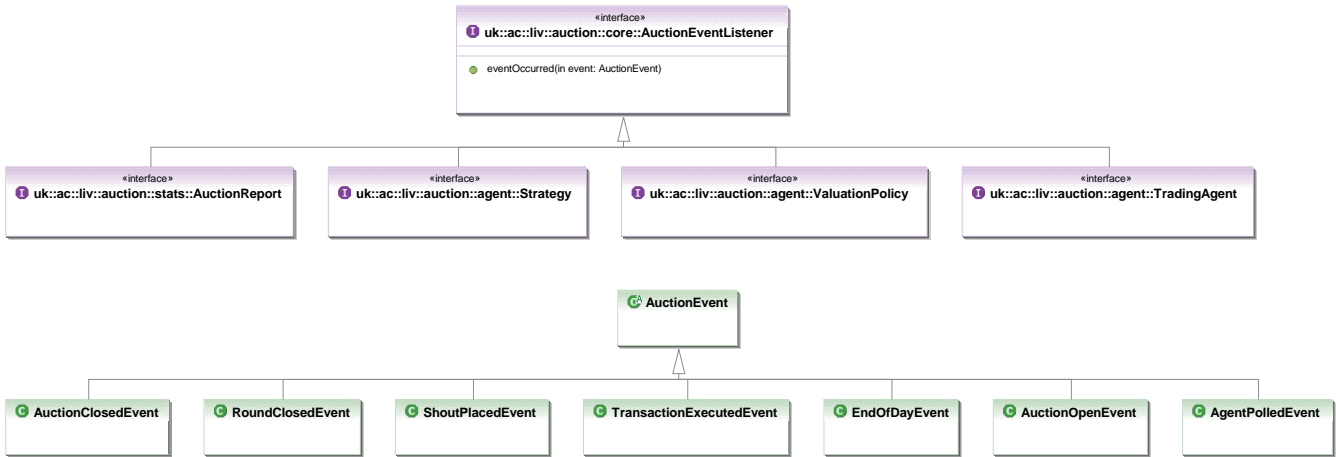 «interface»
I uk::ac::liv::auction::core::AuctionEventListener
eventOccurred(in event: AuctionEvent)
«interface»
I uk::ac::liv::auction::stats::AuctionReport
«interface»
I uk::ac::liv::auction::agent::Strategy
«interface»
I uk::ac::liv::auction::agent::ValuationPolicy
«interface»
I uk::ac::liv::auction::agent::TradingAgent
C A AuctionEvent
C AuctionClosedEvent
C RoundClosedEvent
C ShoutPlacedEvent
C TransactionExecutedEvent
C EndOfDayEvent
C AuctionOpenEvent
C AgentPolledEvent